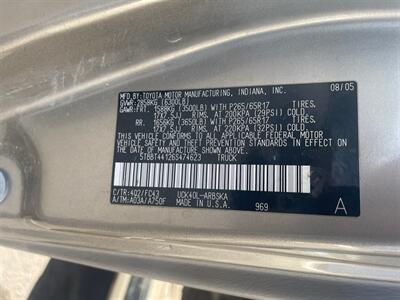 MFD.BY: TOYOTA MOTOR MANUFACTURING, INDIANA, INC. 08/05
GVWR: 2858KG (6300LB)
GAWR: FRT. 1588KG (3500LB) WITH P265/65R17 TIRES.
17X7.5JJ RIMS, AT 200KPA (29PSI) COLD.
RR. 1656KG (3650LB) WITH P265/65R17 TIRES.
17X7.5JJ RIMS, AT 220KPA (32PSI) COLD.
THIS VEHICLE CONFORMS TO ALL APPLICABLE FEDERAL MOTOR
VEHICLE SAFETY AND THEFT PREVENTION STANDARDS IN EFFECT
ON THE DATE OF MANUFACTURE SHOWN ABOVE.
5TBBT44126S474623 TRUCK
C/TR: 4Q2/FC43 UCK40L-ARBSKA
A/TM: A03A/A750F MADE IN U.S.A. 969 A